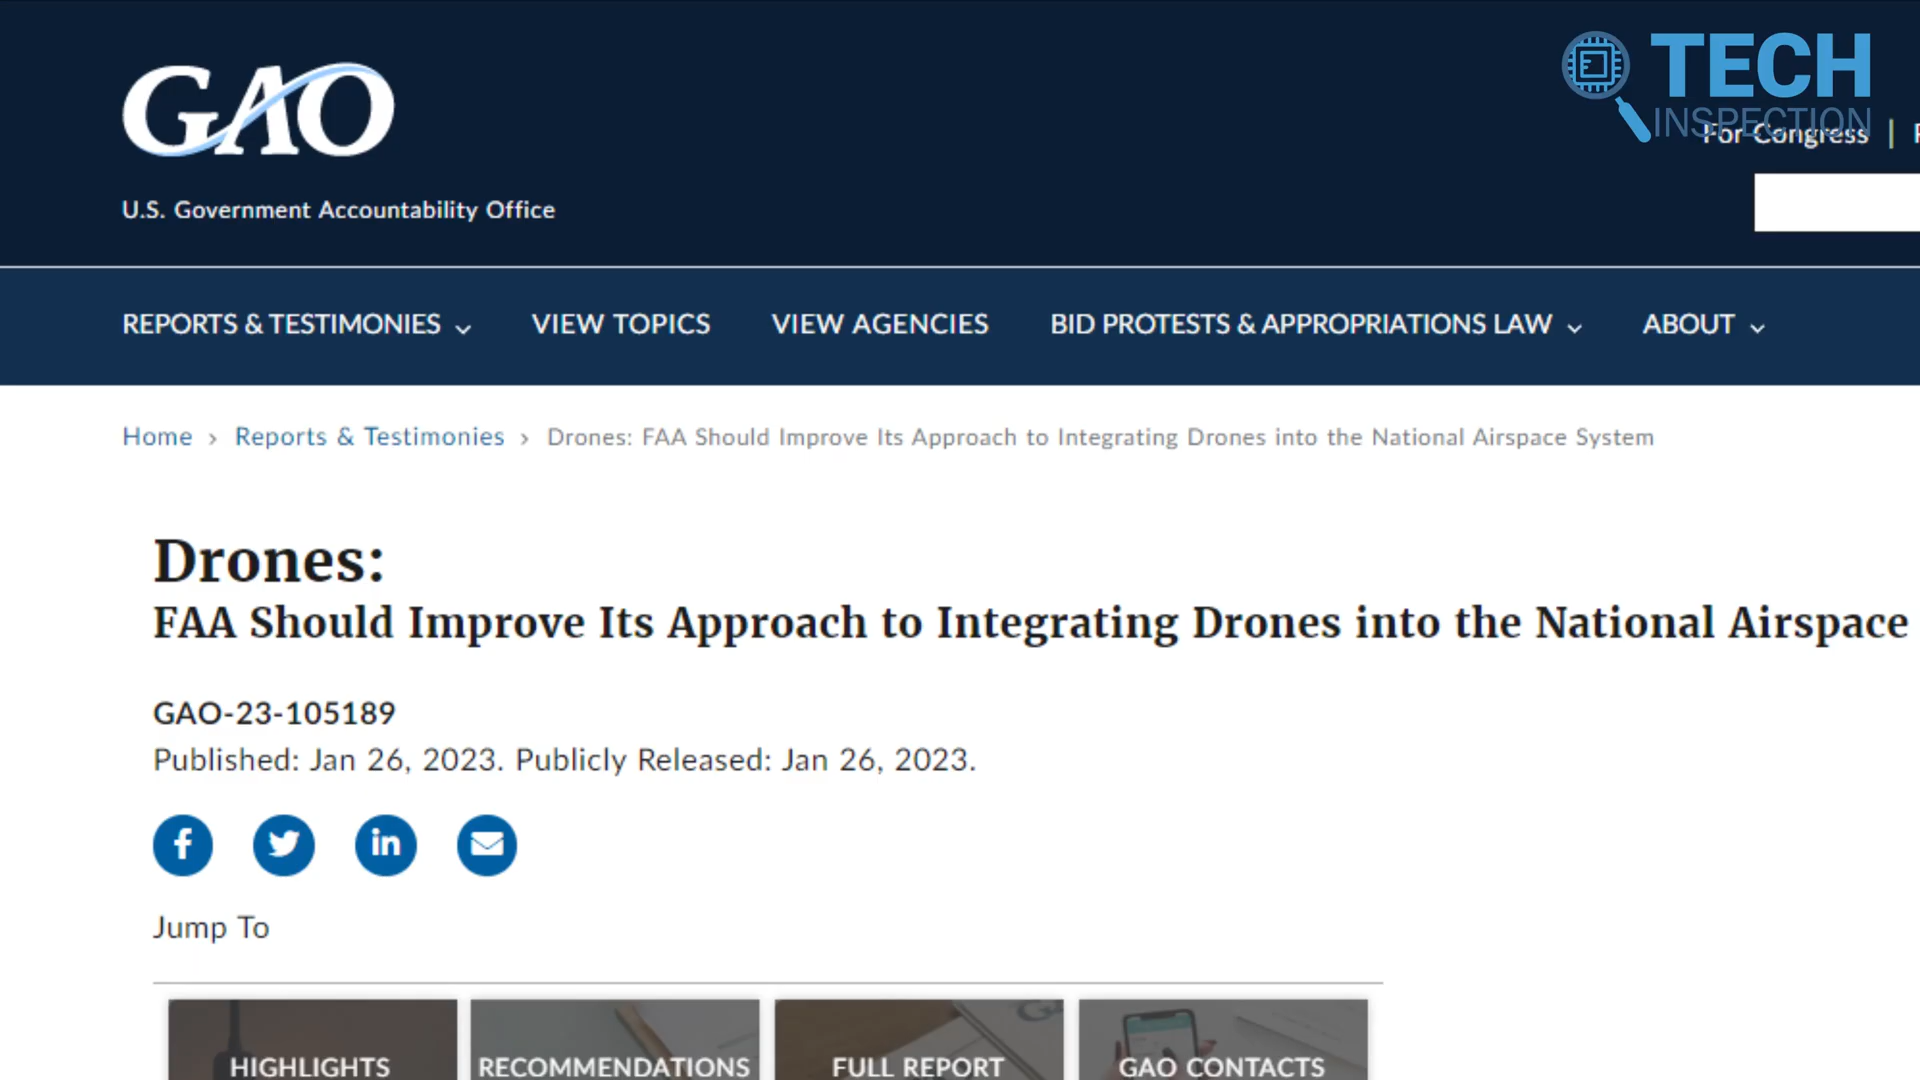 GAO
TECH
INSPECTION
For Congress |
U.S. Government Accountability Office
REPORTS & TESTIMONIES VIEW TOPICS VIEW AGENCIES BID PROTESTS & APPROPRIATIONS LAW ABOUT
Home › Reports & Testimonies › Drones: FAA Should Improve Its Approach to Integrating Drones into the National Airspace System
Drones:
FAA Should Improve Its Approach to Integrating Drones into the National Airspace
GAO-23-105189
Published: Jan 26, 2023. Publicly Released: Jan 26, 2023.
f in
Jump To
HIGHLIGHTS RECOMMENDATIONS FULL REPORT GAO CONTACTS